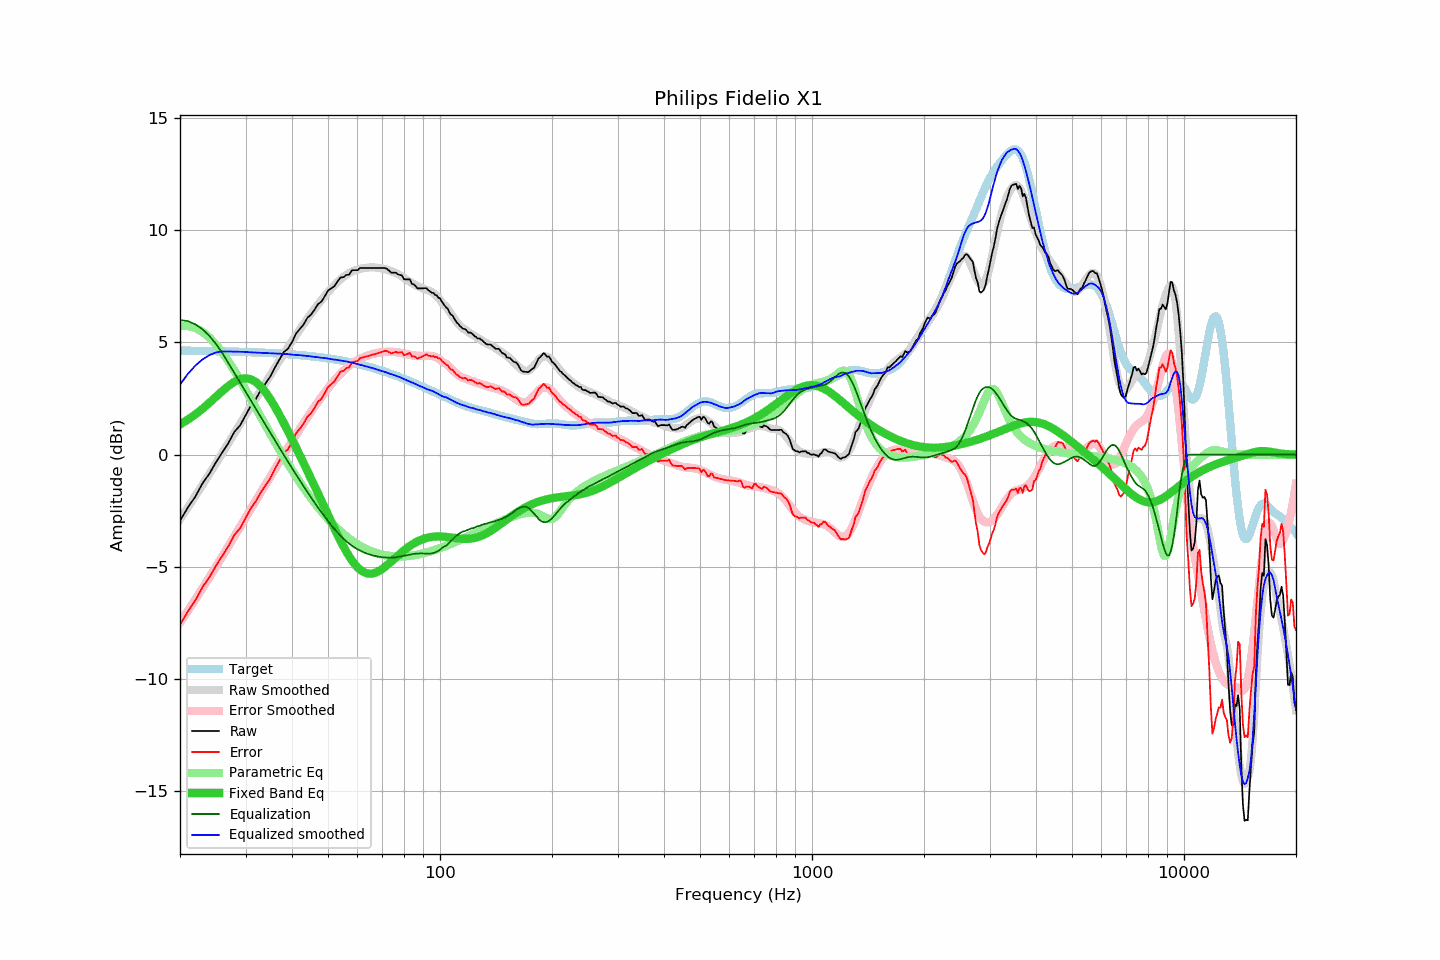 Philips Fidelio X1
15
10
5
0
−5
−10
−15
Amplitude (dBr)
Target
Raw Smoothed
Error Smoothed
Raw
Error
Parametric Eq
Fixed Band Eq
Equalization
Equalized smoothed
100
1000
10000
Frequency (Hz)